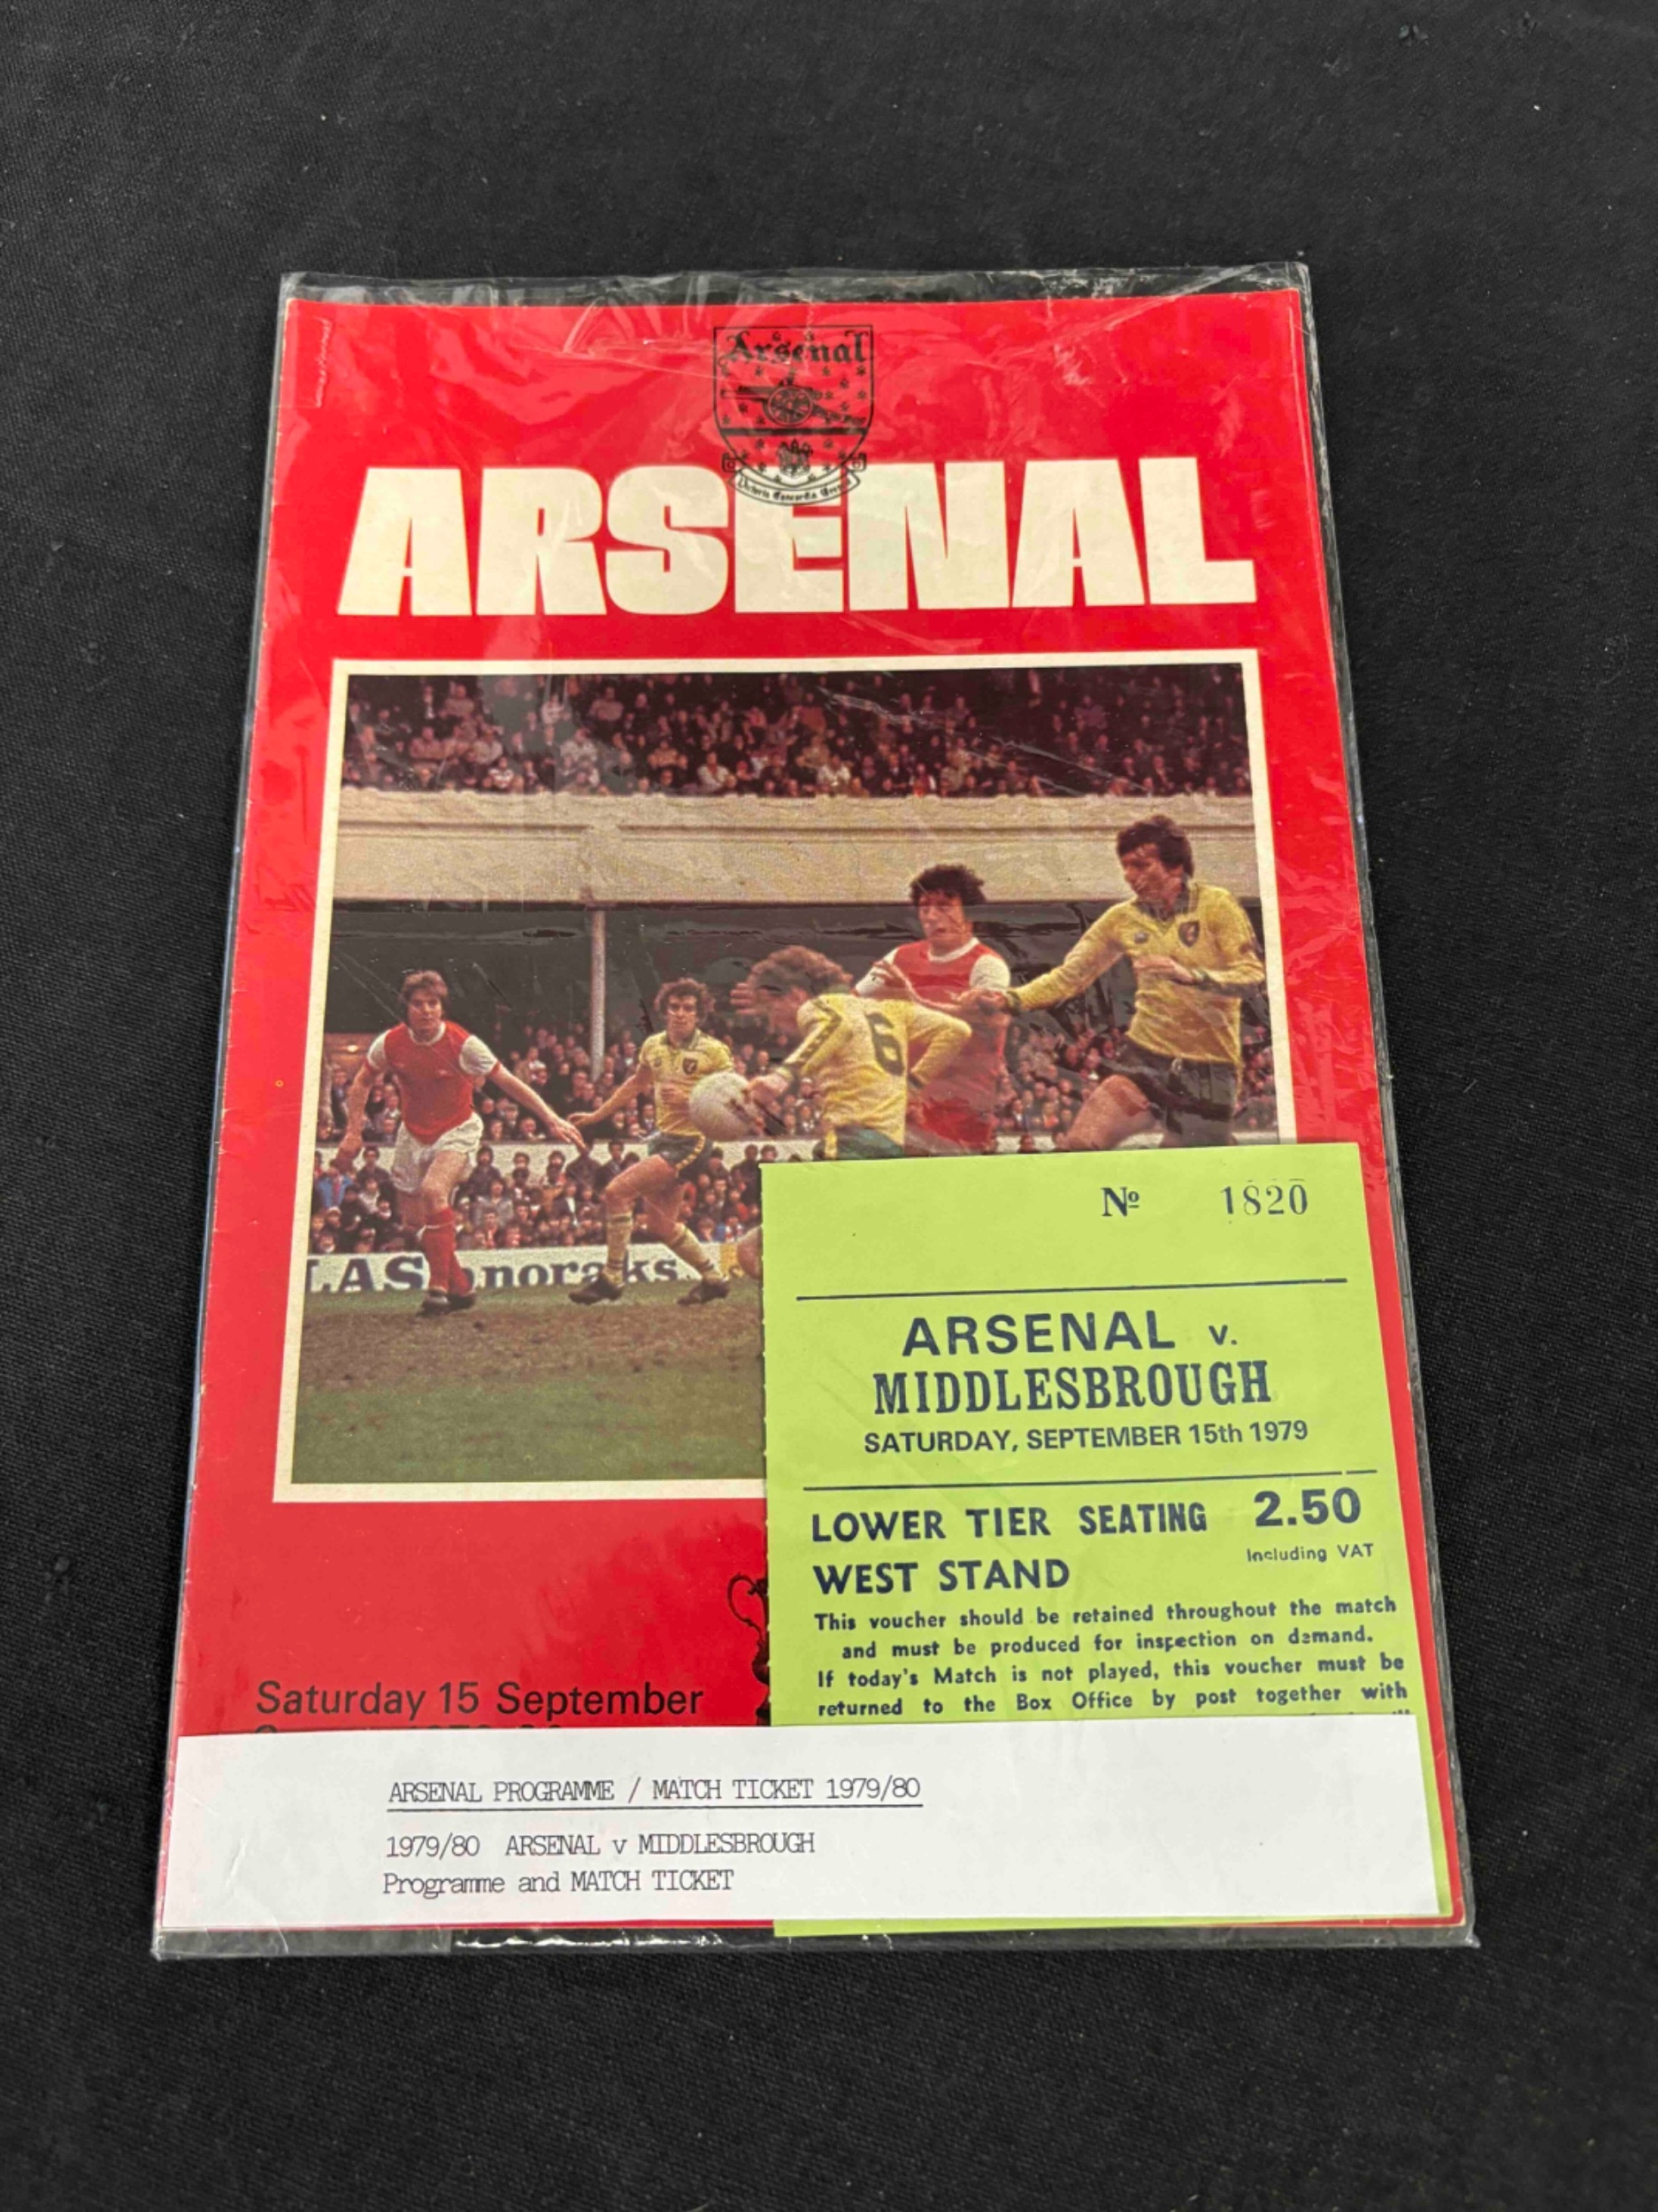 Arsenal
ARSENAL
6
LAS anoraks
Nº 1820
ARSENAL v.
MIDDLESBROUGH
SATURDAY, SEPTEMBER 15th 1979
LOWER TIER SEATING 2.50
Including VAT
WEST STAND
This voucher should be retained throughout the match
and must be produced for inspection on demand.
If today's Match is not played, this voucher must be
returned to the Box Office by post together with
Saturday 15 September
ARSENAL PROGRAMME / MATCH TICKET 1979/80
1979/80 ARSENAL v MIDDLESBROUGH
Programme and MATCH TICKET